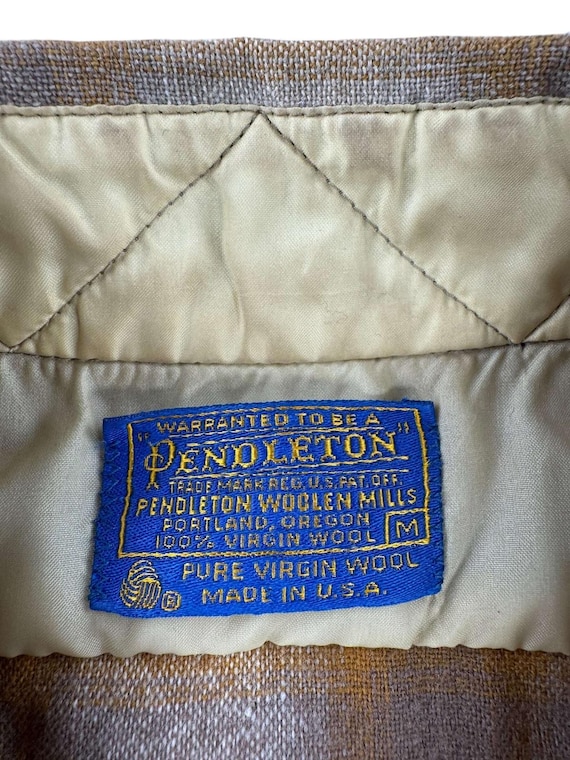 WARRANTED TO BE A
"PENDLETON"
TRADE MARK REG. U.S. PAT. OFF.
PENDLETON WOOLEN MILLS
PORTLAND, OREGON
100% VIRGIN WOOL M
PURE VIRGIN WOOL
® MADE IN U.S.A.